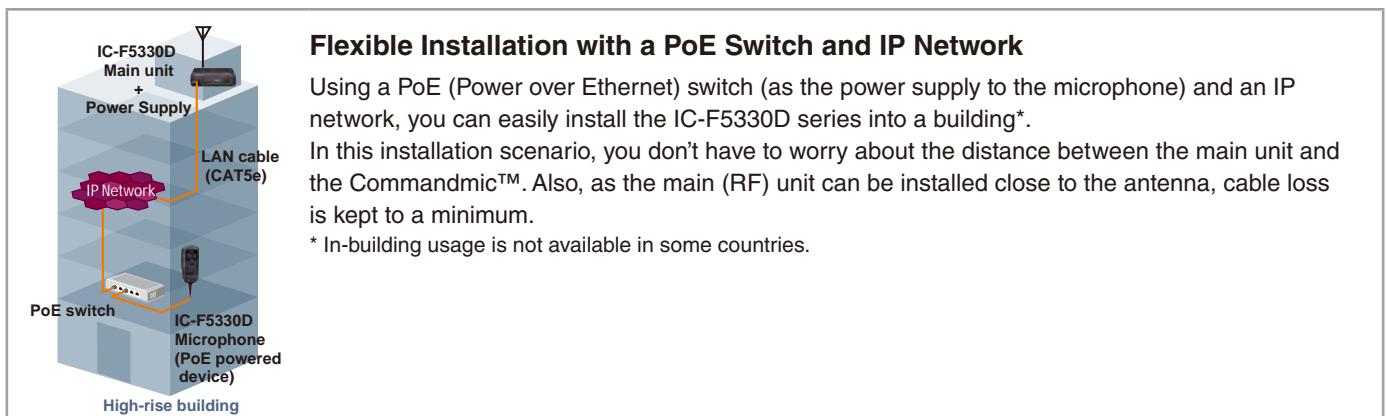 IC-F5330D
Main unit
+
Power Supply
LAN cable
(CAT5e)
IP Network
PoE switch
IC-F5330D
Microphone
(PoE powered
device)
High-rise building
Flexible Installation with a PoE Switch and IP Network
Using a PoE (Power over Ethernet) switch (as the power supply to the microphone) and an IP
network, you can easily install the IC-F5330D series into a building*.
In this installation scenario, you don’t have to worry about the distance between the main unit and
the Commandmic™. Also, as the main (RF) unit can be installed close to the antenna, cable loss
is kept to a minimum.
* In-building usage is not available in some countries.